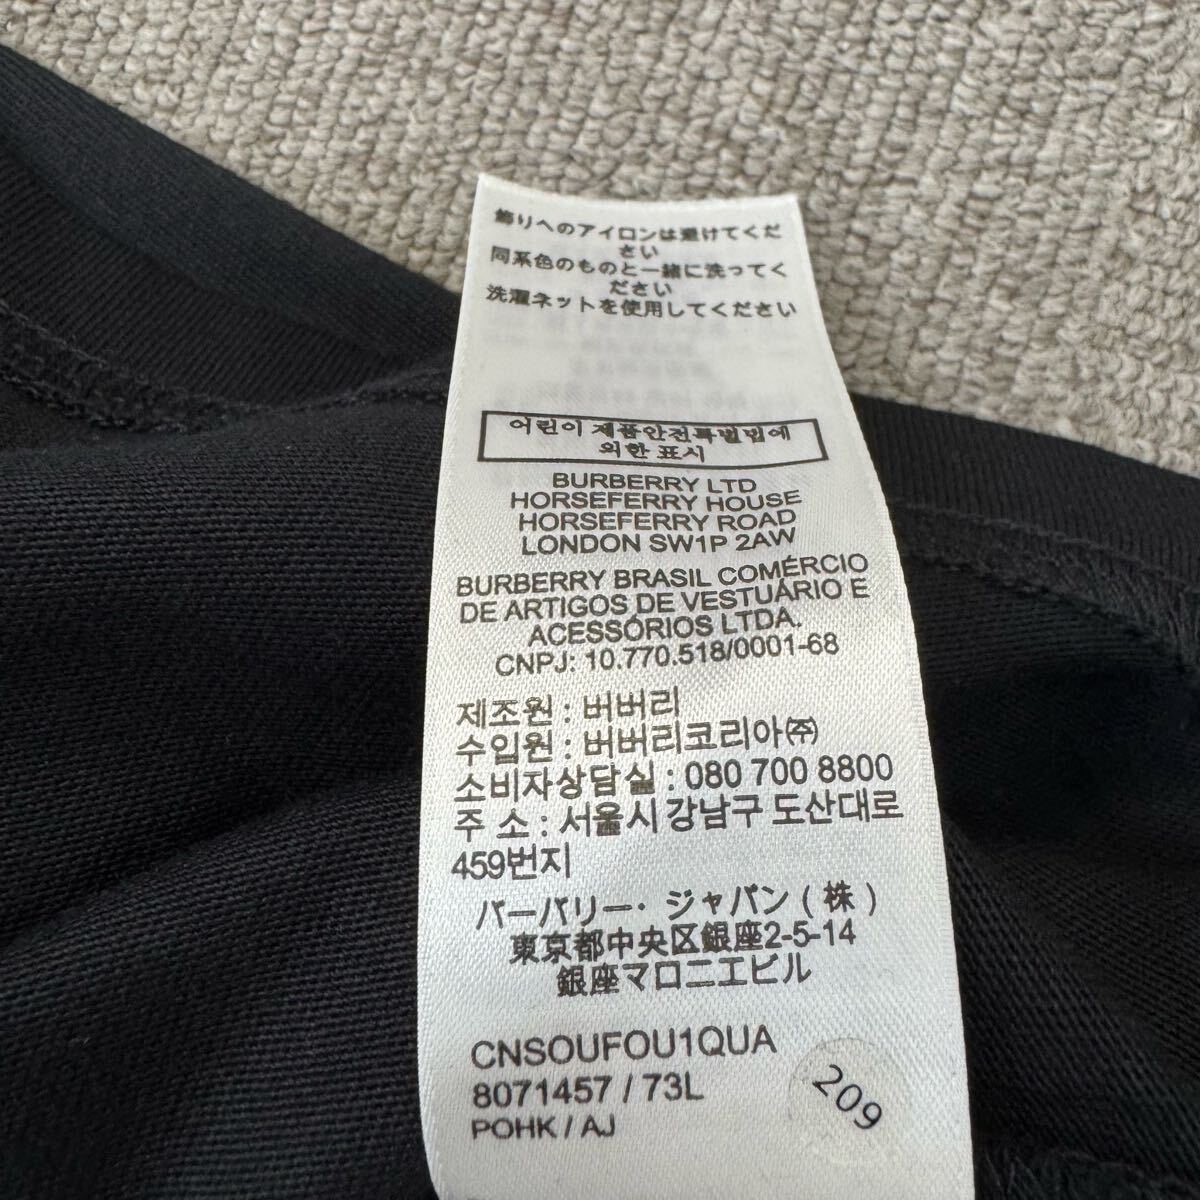 飾りへのアイロンは避けてくだ
さい
同系色のものと一緒に洗ってく
ださい
洗濯ネットを使用してください
어린이 제품안전특별법에
의한 표시
BURBERRY LTD
HORSEFERRY HOUSE
HORSEFERRY ROAD
LONDON SW1P 2AW
BURBERRY BRASIL COMÉRCIO
DE ARTIGOS DE VESTUÁRIO E
ACESSÓRIOS LTDA.
CNPJ: 10.770.518/0001-68
제조원 : 버버리
수입원 : 버버리코리아㈜
소비자상담실 : 080 700 8800
주 소 : 서울시 강남구 도산대로
459번지
バーバリー・ジャパン ( 株 )
東京都中央区銀座2-5-14
銀座マロニエビル
CNSOUFOU1QUA
8071457 / 73L
POHK / AJ
209